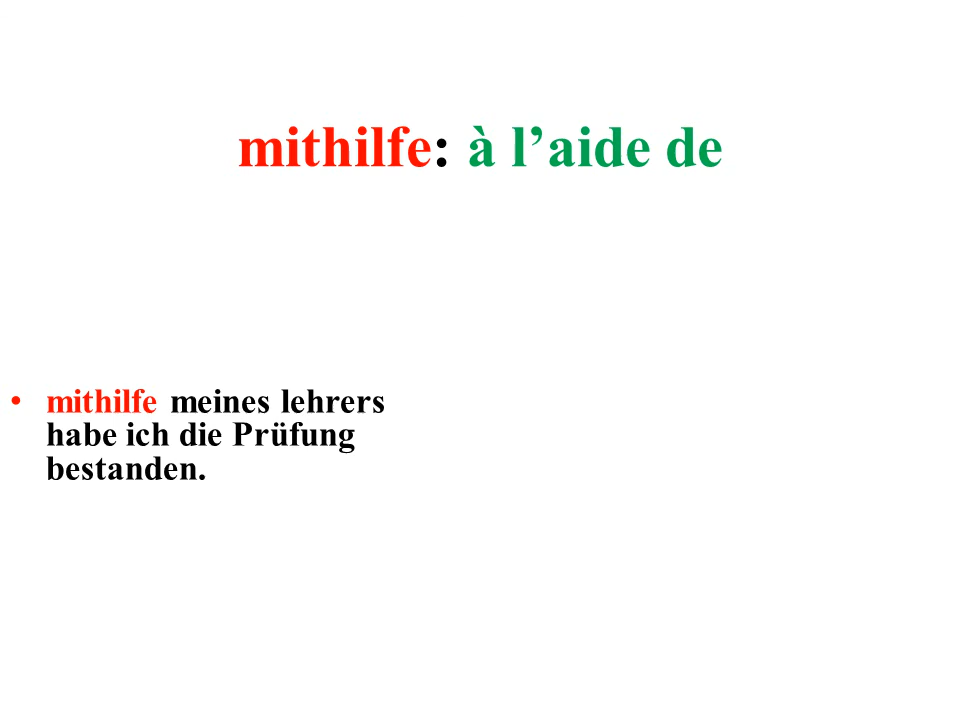 mithilfe: à l’aide de
• mithilfe meines lehrers
habe ich die Prüfung
bestanden.